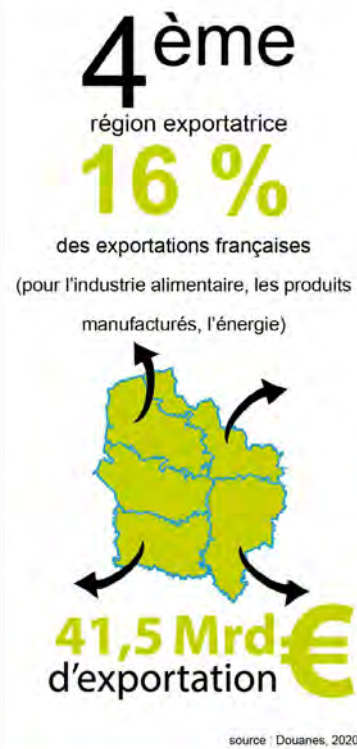 4ème
région exportatrice
16 %
des exportations françaises
(pour l'industrie alimentaire, les produits
manufacturés, l'énergie)
41,5 Mrd €
d'exportation
source : Douanes, 2020